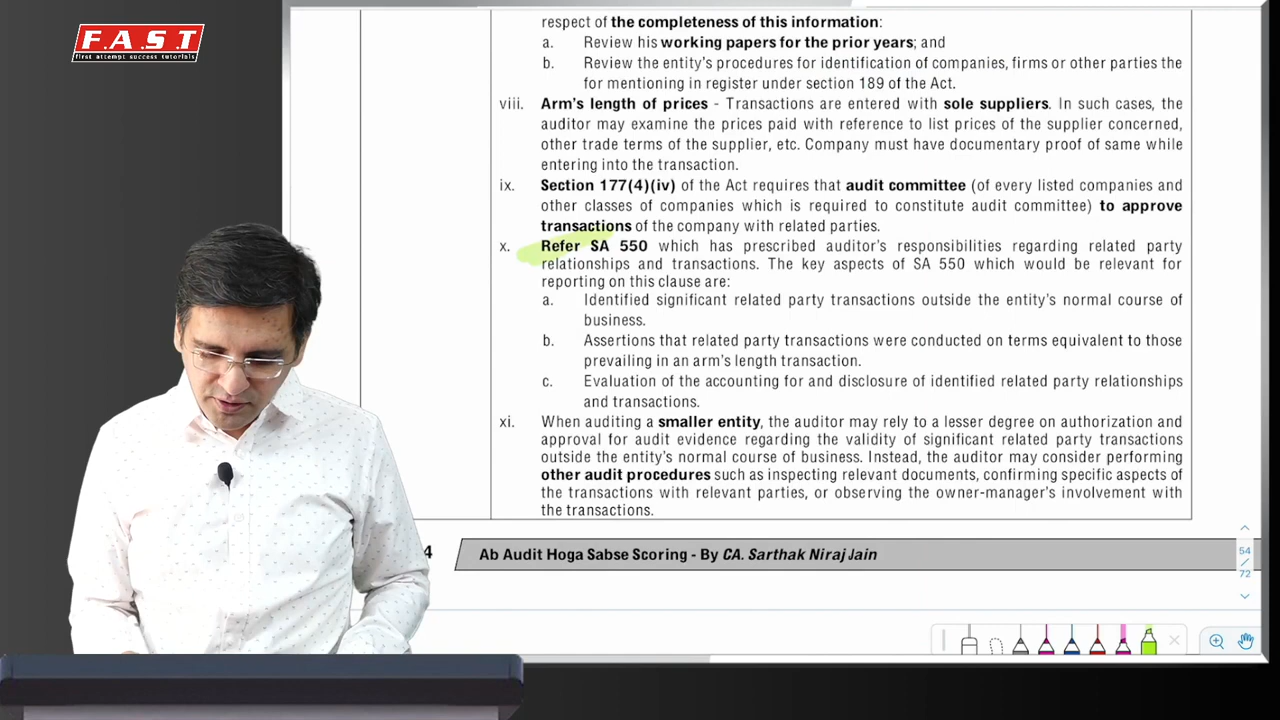 F.A.S.T
first attempt success tutorials
respect of the completeness of this information:
a. Review his working papers for the prior years; and
b. Review the entity's procedures for identification of companies, firms or other parties the
for mentioning in register under section 189 of the Act.
viii. Arm's length of prices - Transactions are entered with sole suppliers. In such cases, the
auditor may examine the prices paid with reference to list prices of the supplier concerned,
other trade terms of the supplier, etc. Company must have documentary proof of same while
entering into the transaction.
ix. Section 177(4)(iv) of the Act requires that audit committee (of every listed companies and
other classes of companies which is required to constitute audit committee) to approve
transactions of the company with related parties.
x. Refer SA 550 which has prescribed auditor's responsibilities regarding related party
relationships and transactions. The key aspects of SA 550 which would be relevant for
reporting on this clause are:
a. Identified significant related party transactions outside the entity's normal course of
business.
b. Assertions that related party transactions were conducted on terms equivalent to those
prevailing in an arm's length transaction.
c. Evaluation of the accounting for and disclosure of identified related party relationships
and transactions.
xi. When auditing a smaller entity, the auditor may rely to a lesser degree on authorization and
approval for audit evidence regarding the validity of significant related party transactions
outside the entity's normal course of business. Instead, the auditor may consider performing
other audit procedures such as inspecting relevant documents, confirming specific aspects of
the transactions with relevant parties, or observing the owner-manager's involvement with
the transactions.
4 Ab Audit Hoga Sabse Scoring - By CA. Sarthak Niraj Jain
54
/
72